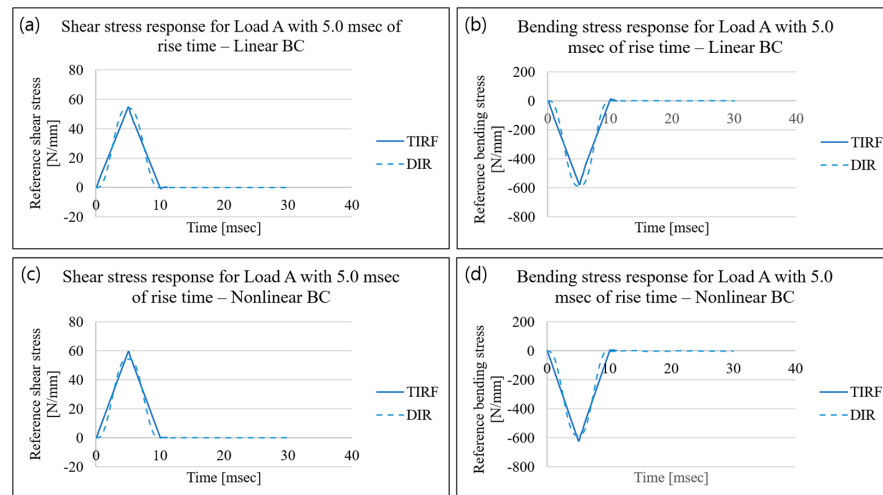 (a)
Shear stress response for Load A with 5.0 msec of
rise time – Linear BC
Reference shear stress
[N/mm]
80
60
40
20
0
-20
0
10
20
30
40
Time [msec]
TIRF
DIR
(b)
Bending stress response for Load A with 5.0
msec of rise time – Linear BC
Reference bending stress
[N/mm]
200
0
-200
-400
-600
-800
0
10
20
30
40
Time [msec]
TIRF
DIR
(c)
Shear stress response for Load A with 5.0 msec
of rise time – Nonlinear BC
Reference shear stress
[N/mm]
80
60
40
20
0
-20
0
10
20
30
40
Time [msec]
TIRF
DIR
(d)
Bending stress response for Load A with 5.0
msec of rise time – Nonlinear BC
Reference bending stress
[N/mm]
200
0
-200
-400
-600
-800
0
10
20
30
40
Time [msec]
TIRF
DIR